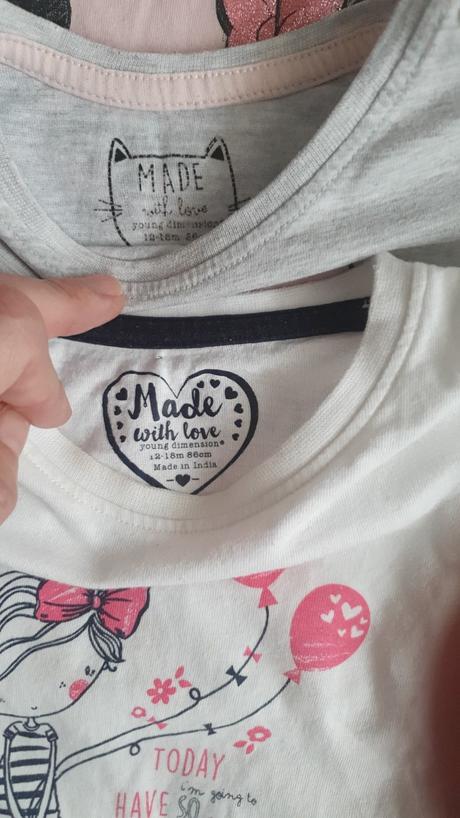 MADE
with love
young dimension
12-18m 86
Made
with love
young dimension®
12-18m 86cm
Made in India
TODAY
i'm going to
HAVE SO